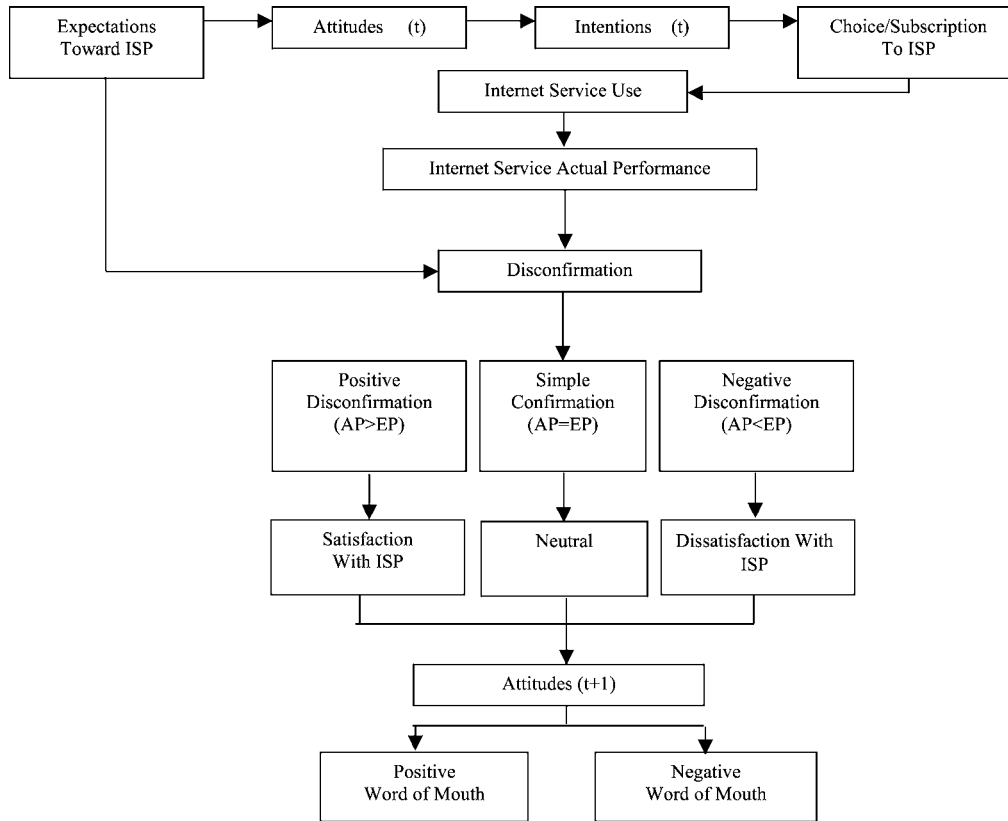 Expectations
Toward ISP
Attitudes (t)
Intentions (t)
Choice/Subscription
To ISP
Internet Service Use
Internet Service Actual Performance
Disconfirmation
Positive
Disconfirmation
(AP>EP)
Simple
Confirmation
(AP=EP)
Negative
Disconfirmation
(AP<EP)
Satisfaction
With ISP
Neutral
Dissatisfaction With
ISP
Attitudes (t+1)
Positive
Word of Mouth
Negative
Word of Mouth